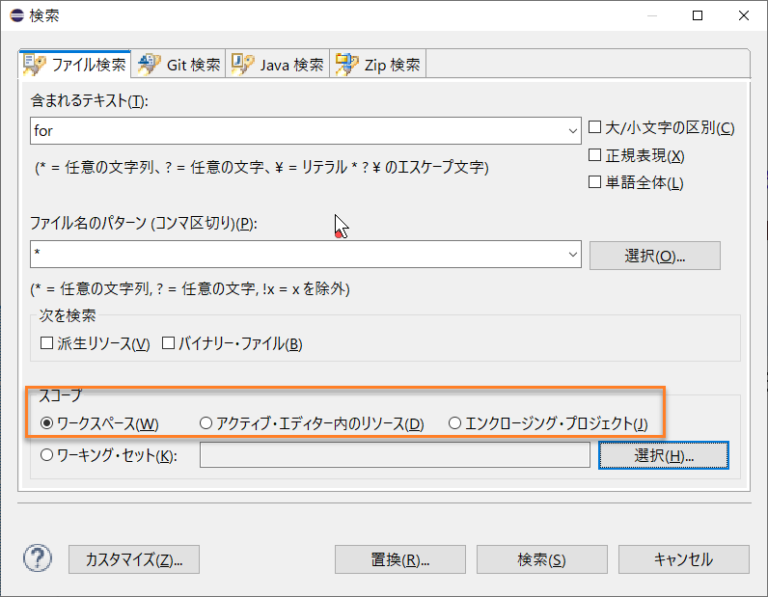 検索
ファイル検索 Git 検索 Java 検索 Zip 検索
含まれるテキスト(T):
for
大/小文字の区別(C)
(* = 任意の文字列、? = 任意の文字、¥ = リテラル * ? ¥ のエスケープ文字)
正規表現(X)
単語全体(L)
ファイル名のパターン (コンマ区切り)(P):
*
選択(O)...
(* = 任意の文字列, ? = 任意の文字, !x = x を除外)
次を検索
派生リソース(V) バイナリー・ファイル(B)
スコープ
ワークスペース(W) アクティブ・エディター内のリソース(D) エンクロージング・プロジェクト(J)
ワーキング・セット(K): 選択(H)...
? カスタマイズ(Z)... 置換(R)... 検索(S) キャンセル